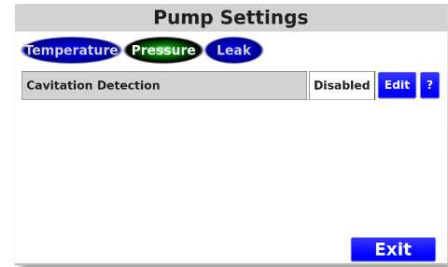 Pump Settings
Temperature Pressure Leak
Cavitation Detection Disabled Edit ?
Exit